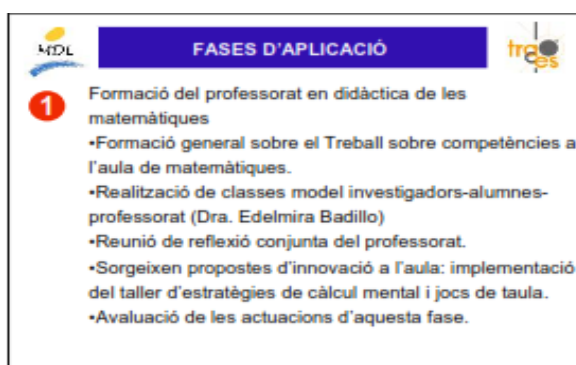 MDL
FASES D'APLICACIÓ
traces
1
Formació del professorat en didàctica de les
matemàtiques
•Formació general sobre el Treball sobre competències a
l'aula de matemàtiques.
•Realització de classes model investigadors-alumnes-
professorat (Dra. Edelmira Badillo)
•Reunió de reflexió conjunta del professorat.
•Sorgeixen propostes d'innovació a l'aula: implementació
del taller d'estratègies de càlcul mental i jocs de taula.
•Avaluació de les actuacions d'aquesta fase.